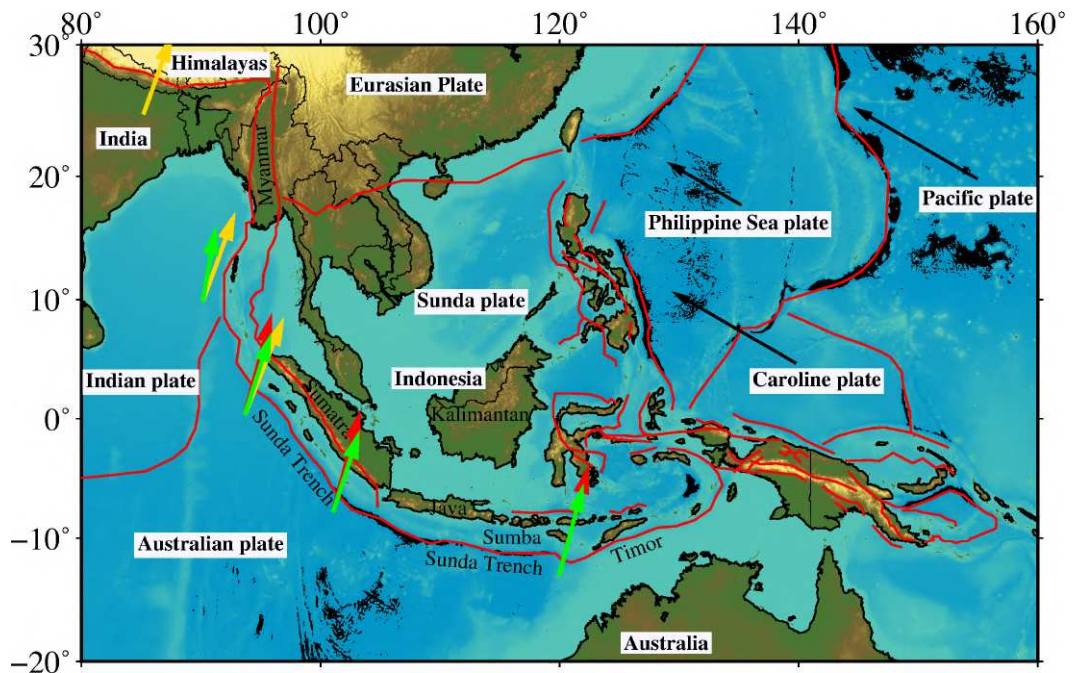 80° 100° 120° 140° 160°
30°
Himalayas
Eurasian Plate
India
Myanmar
20°
Pacific plate
Philippine Sea plate
10°
Sunda plate
Indian plate
Indonesia
Caroline plate
0°
Kalimantan
Sumatra
Sunda Trench
Java
Sumba
Timor
−10°
Australian plate
Sunda Trench
Australia
−20°